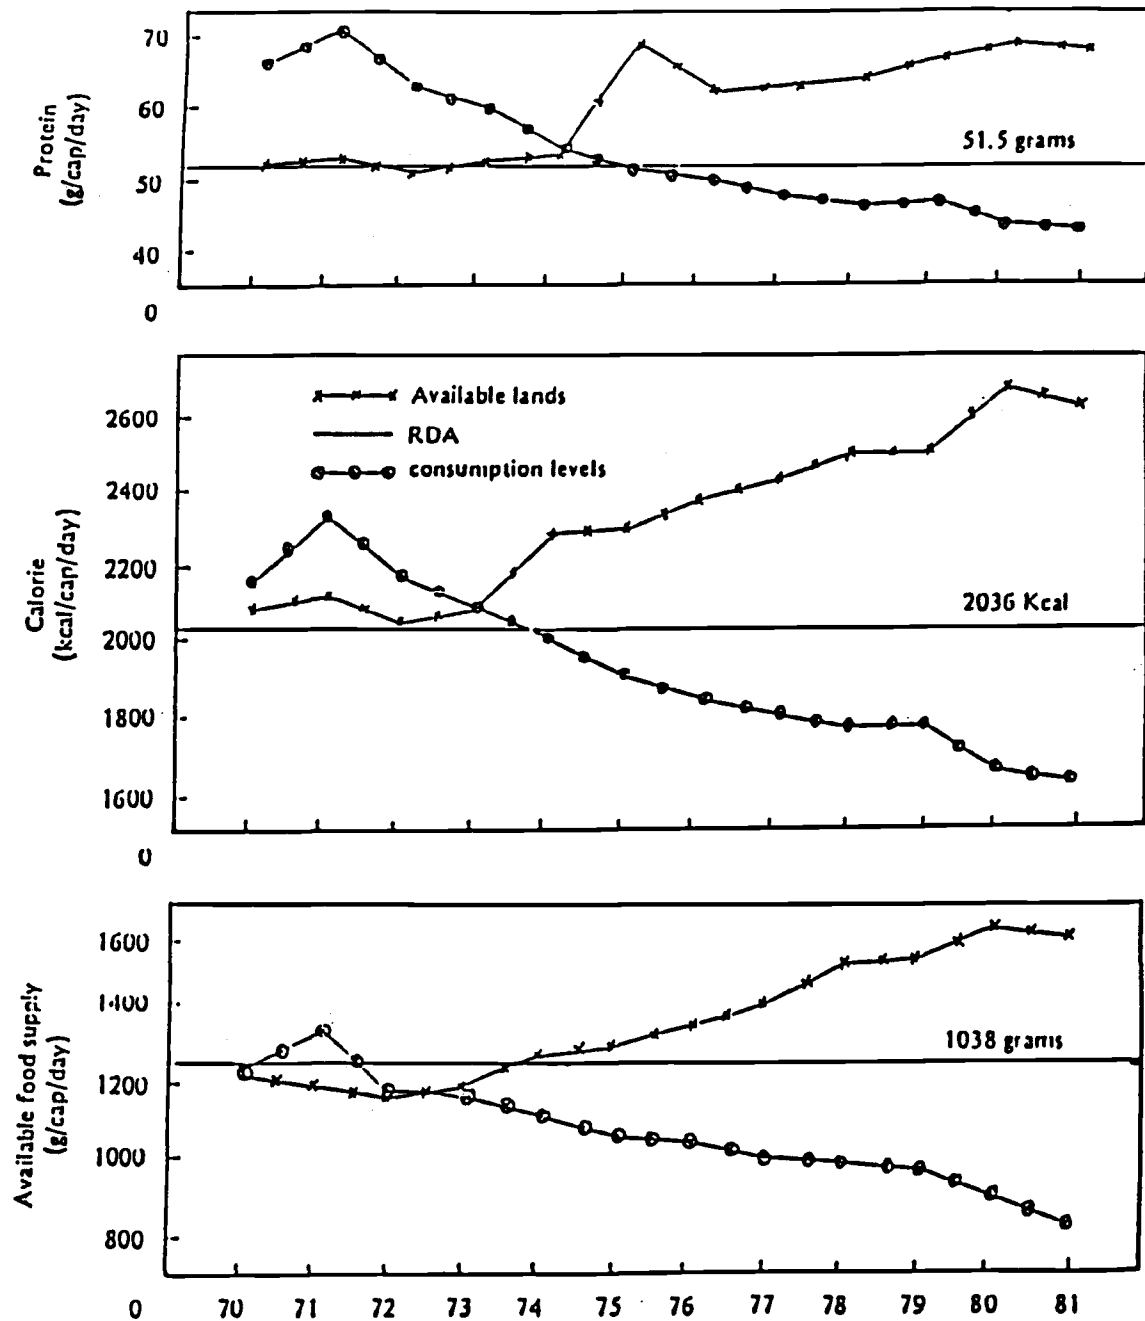 Protein
(g/cap/day)
70
60
50
40
0
51.5 grams
Calorie
(kcal/cap/day)
2600
2400
2200
2000
1800
1600
0
Available lands
RDA
consumption levels
2036 Kcal
Available food supply
(g/cap/day)
1600
1400
1200
1000
800
1038 grams
0 70 71 72 73 74 75 76 77 78 79 80 81